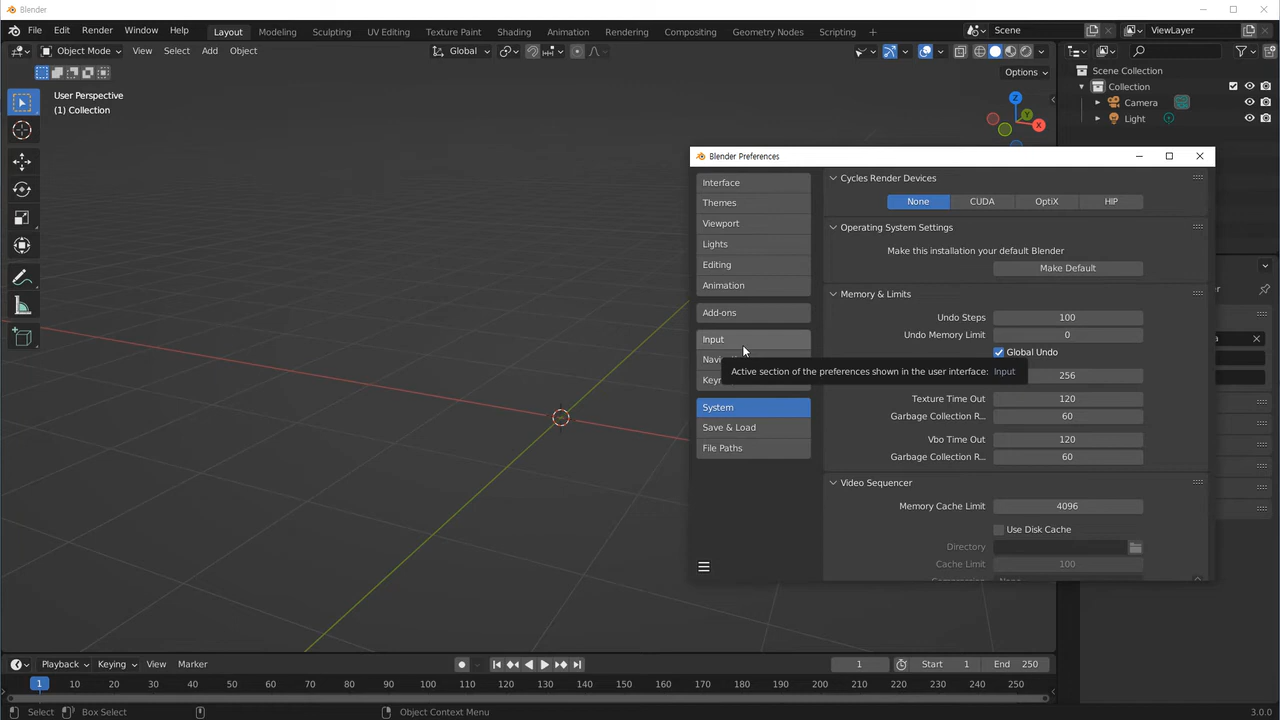 Blender
File Edit Render Window Help Layout Modeling Sculpting UV Editing Texture Paint Shading Animation Rendering Compositing Geometry Nodes Scripting Scene ViewLayer
Object Mode View Select Add Object Global
Options
User Perspective
(1) Collection
Z
Y
X
Scene Collection
Collection
Camera
Light
Blender Preferences
Interface
Themes
Viewport
Lights
Editing
Animation
Add-ons
Input
Active section of the preferences shown in the user interface: Input
System
Save & Load
File Paths
Cycles Render Devices
None CUDA OptiX HIP
Operating System Settings
Make this installation your default Blender
Make Default
Memory & Limits
Undo Steps 100
Undo Memory Limit 0
Global Undo
256
Texture Time Out 120
Garbage Collection R... 60
Vbo Time Out 120
Garbage Collection R... 60
Video Sequencer
Memory Cache Limit 4096
Use Disk Cache
Directory
Cache Limit 100
Playback Keying View Marker 1 Start 1 End 250
1 10 20 30 40 50 60 70 80 90 100 110 120 130 140 150 160 170 180 190 200 210 220 230 240 250
Select Box Select Object Context Menu 3.0.0